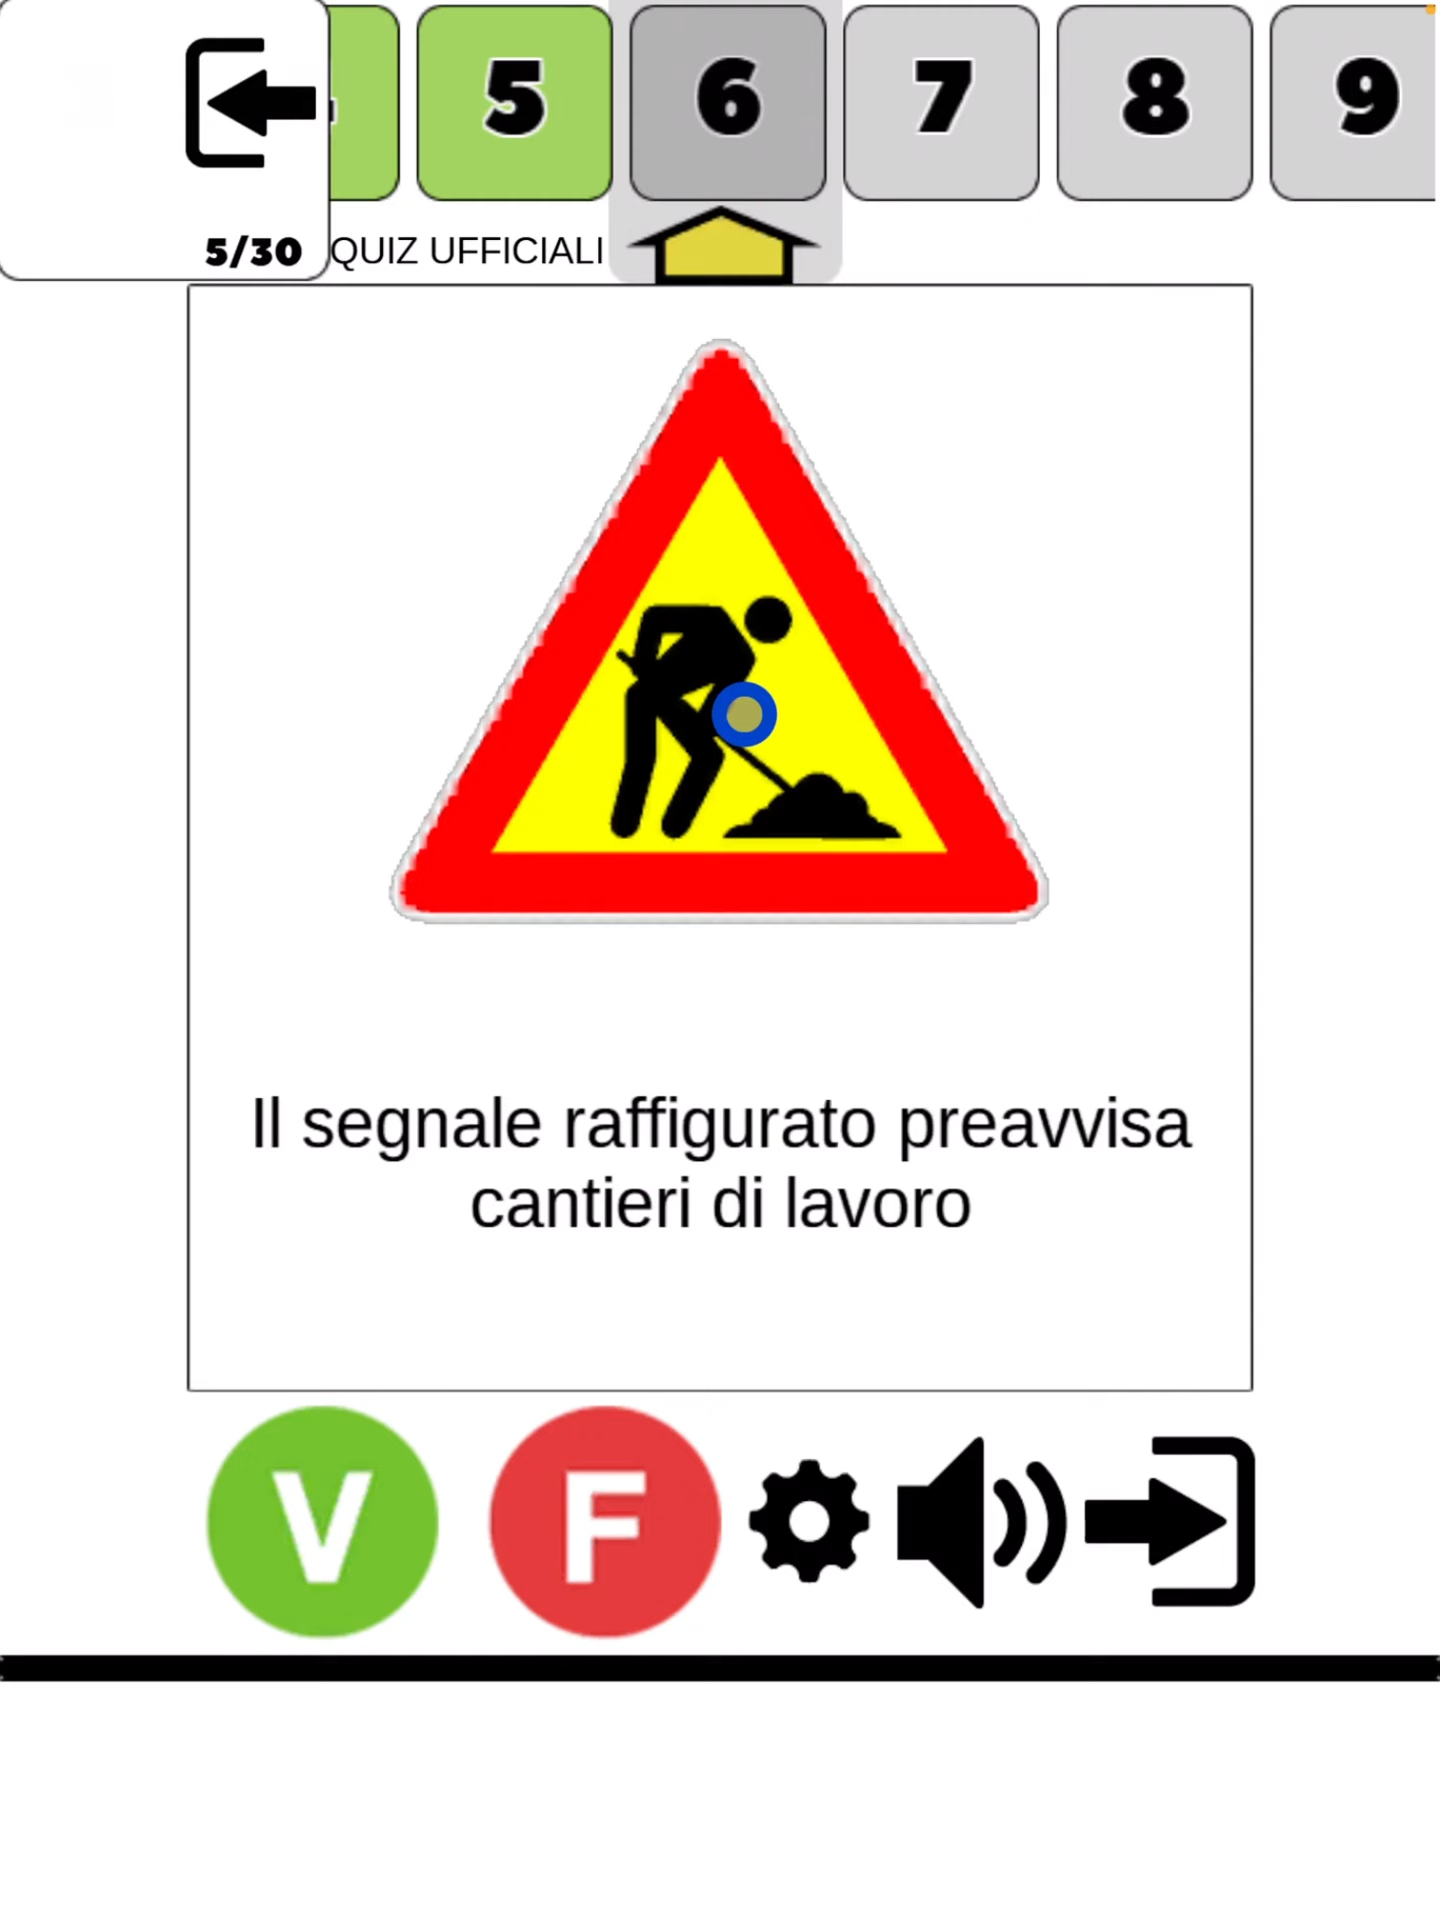 5 6 7 8 9
5/30 QUIZ UFFICIALI
Il segnale raffigurato preavvisa
cantieri di lavoro
V F